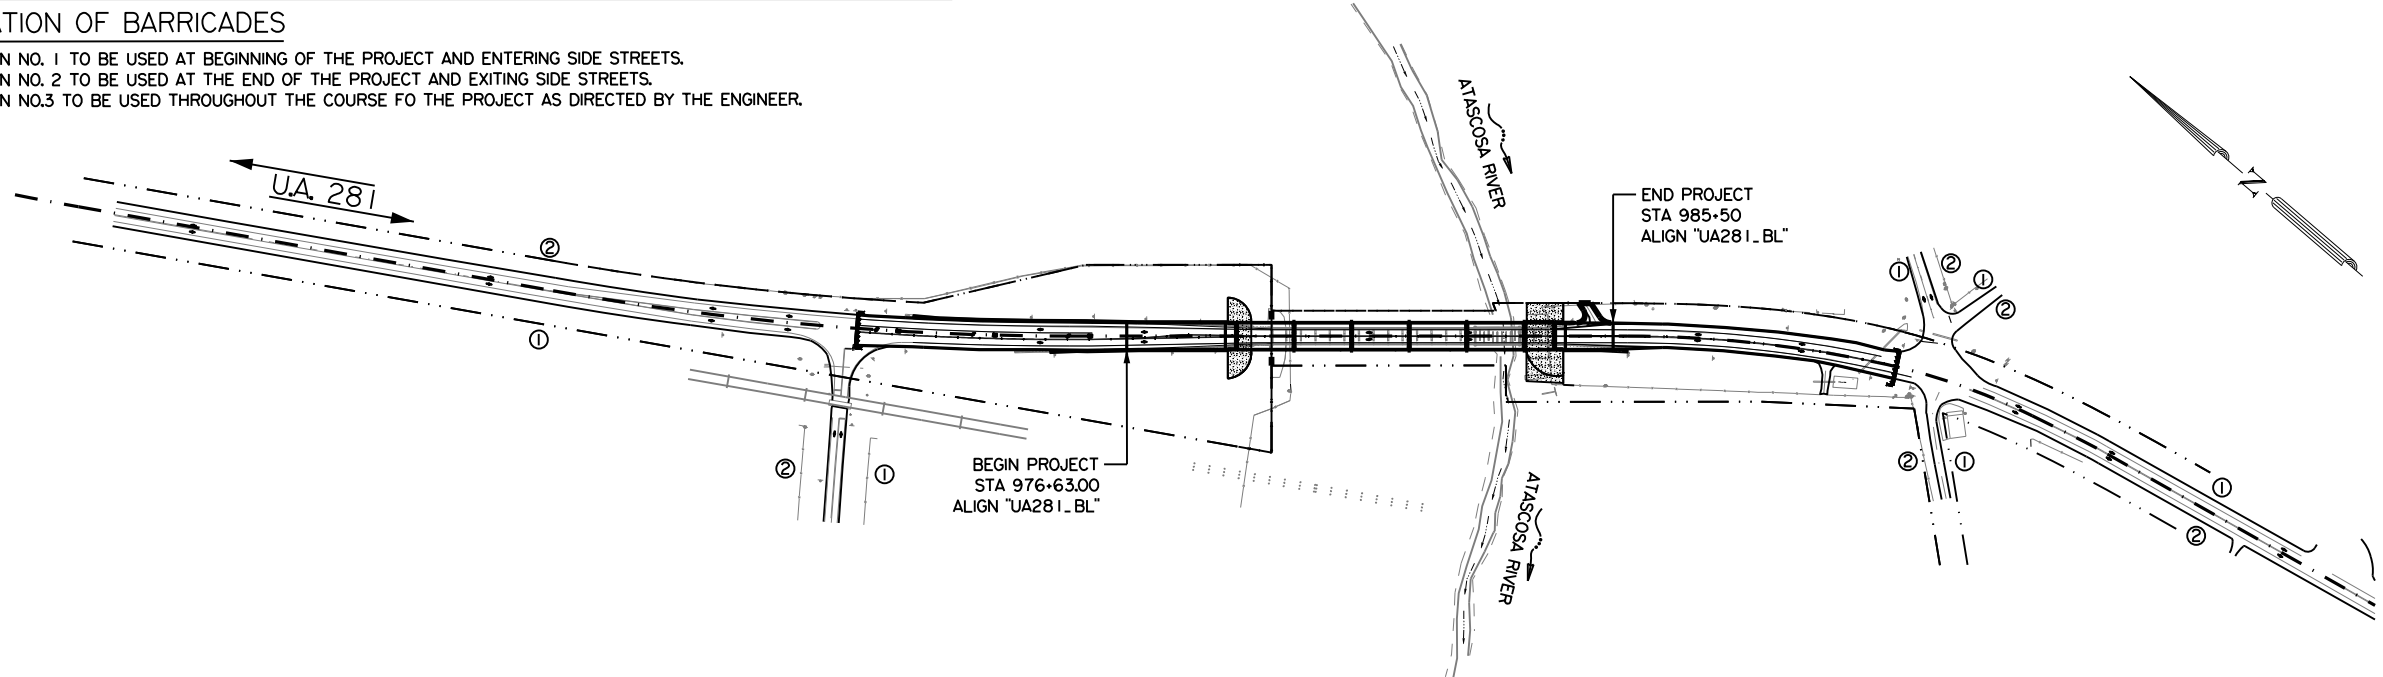 ATION OF BARRICADES
N NO. 1 TO BE USED AT BEGINNING OF THE PROJECT AND ENTERING SIDE STREETS.
N NO. 2 TO BE USED AT THE END OF THE PROJECT AND EXITING SIDE STREETS.
N NO.3 TO BE USED THROUGHOUT THE COURSE FO THE PROJECT AS DIRECTED BY THE ENGINEER.
U.A. 281
ATASCOSA RIVER
N
END PROJECT
STA 985+50
ALIGN "UA281_BL"
2
1
1
2
1
2
2
1
BEGIN PROJECT
STA 976+63.00
ALIGN "UA281_BL"
2
1
1
2
ATASCOSA RIVER